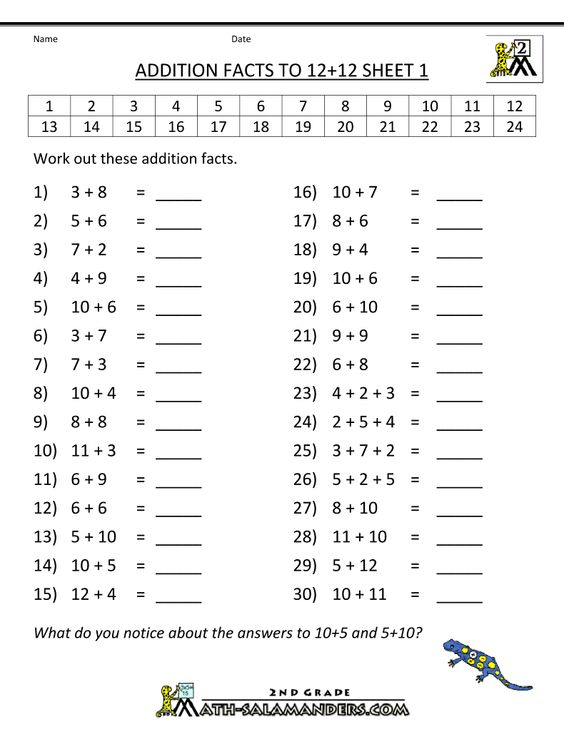 Name Date
2
ADDITION FACTS TO 12+12 SHEET 1
1 2 3 4 5 6 7 8 9 10 11 12
13 14 15 16 17 18 19 20 21 22 23 24
Work out these addition facts.
1) 3 + 8 = _____
2) 5 + 6 = _____
3) 7 + 2 = _____
4) 4 + 9 = _____
5) 10 + 6 = _____
6) 3 + 7 = _____
7) 7 + 3 = _____
8) 10 + 4 = _____
9) 8 + 8 = _____
10) 11 + 3 = _____
11) 6 + 9 = _____
12) 6 + 6 = _____
13) 5 + 10 = _____
14) 10 + 5 = _____
15) 12 + 4 = _____
16) 10 + 7 = _____
17) 8 + 6 = _____
18) 9 + 4 = _____
19) 10 + 6 = _____
20) 6 + 10 = _____
21) 9 + 9 = _____
22) 6 + 8 = _____
23) 4 + 2 + 3 = _____
24) 2 + 5 + 4 = _____
25) 3 + 7 + 2 = _____
26) 5 + 2 + 5 = _____
27) 8 + 10 = _____
28) 11 + 10 = _____
29) 5 + 12 = _____
30) 10 + 11 = _____
What do you notice about the answers to 10+5 and 5+10?
2ND GRADE
MATH-SALAMANDERS.COM